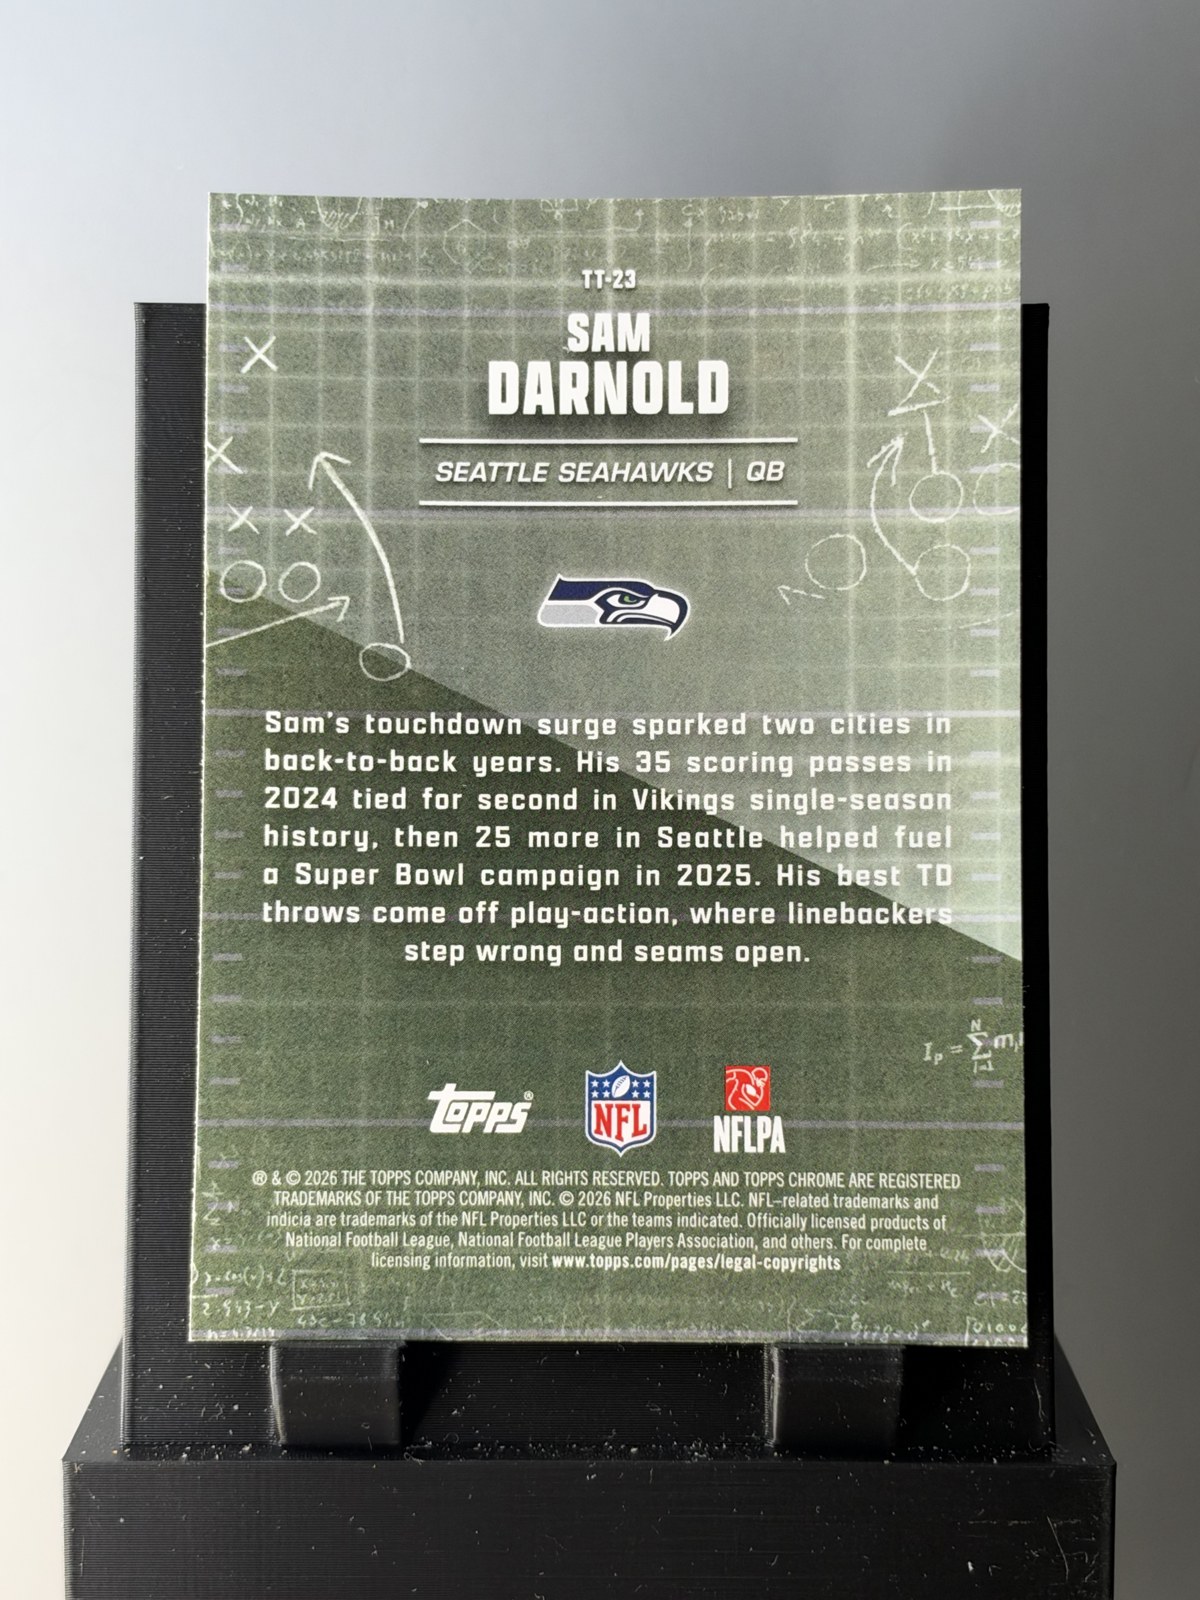 TT-23
SAM
DARNOLD
SEATTLE SEAHAWKS | QB
Sam's touchdown surge sparked two cities in
back-to-back years. His 35 scoring passes in
2024 tied for second in Vikings single-season
history, then 25 more in Seattle helped fuel
a Super Bowl campaign in 2025. His best TD
throws come off play-action, where linebackers
step wrong and seams open.
topps®
NFL
NFLPA
® & © 2026 THE TOPPS COMPANY, INC. ALL RIGHTS RESERVED. TOPPS AND TOPPS CHROME ARE REGISTERED
TRADEMARKS OF THE TOPPS COMPANY, INC. © 2026 NFL Properties LLC. NFL-related trademarks and
indicia are trademarks of the NFL Properties LLC or the teams indicated. Officially licensed products of
National Football League, National Football League Players Association, and others. For complete
licensing information, visit www.topps.com/pages/legal-copyrights